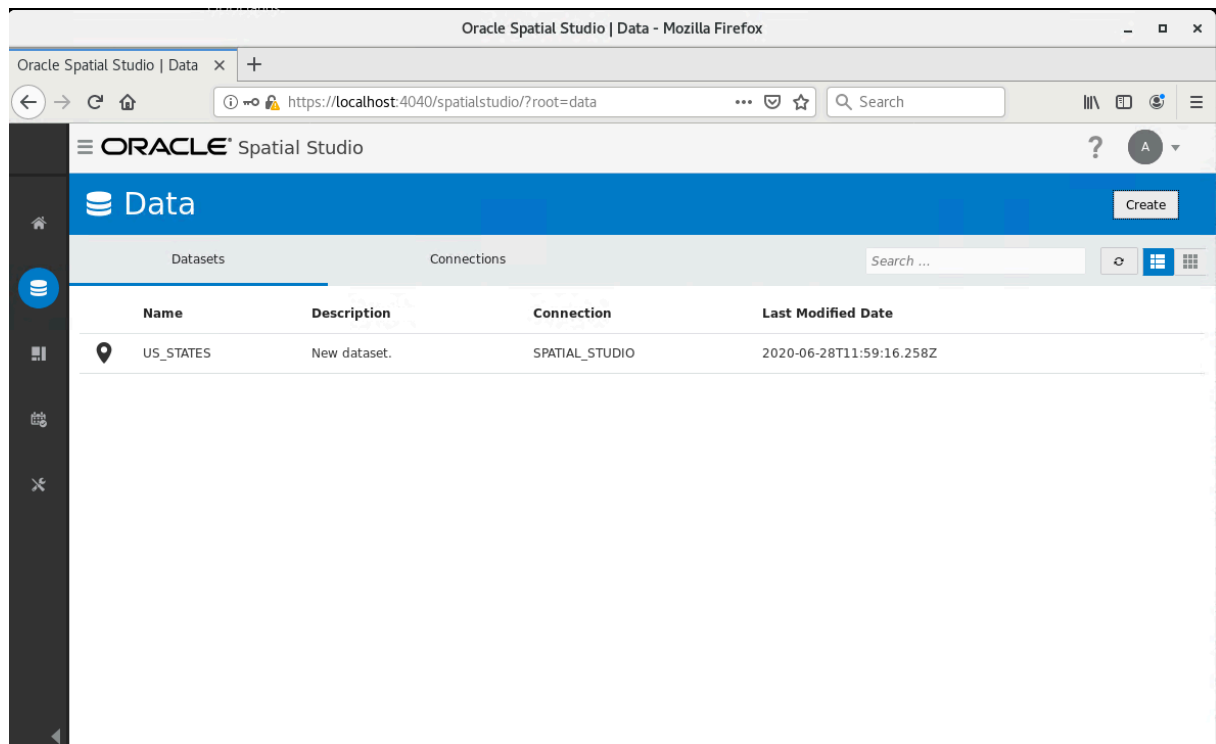 Oracle Spatial Studio | Data - Mozilla Firefox
Oracle Spatial Studio | Data
https://localhost:4040/spatialstudio/?root=data
Search
ORACLE Spatial Studio
?
A
Data
Create
Datasets
Connections
Search ...
Name Description Connection Last Modified Date
US_STATES New dataset. SPATIAL_STUDIO 2020-06-28T11:59:16.258Z